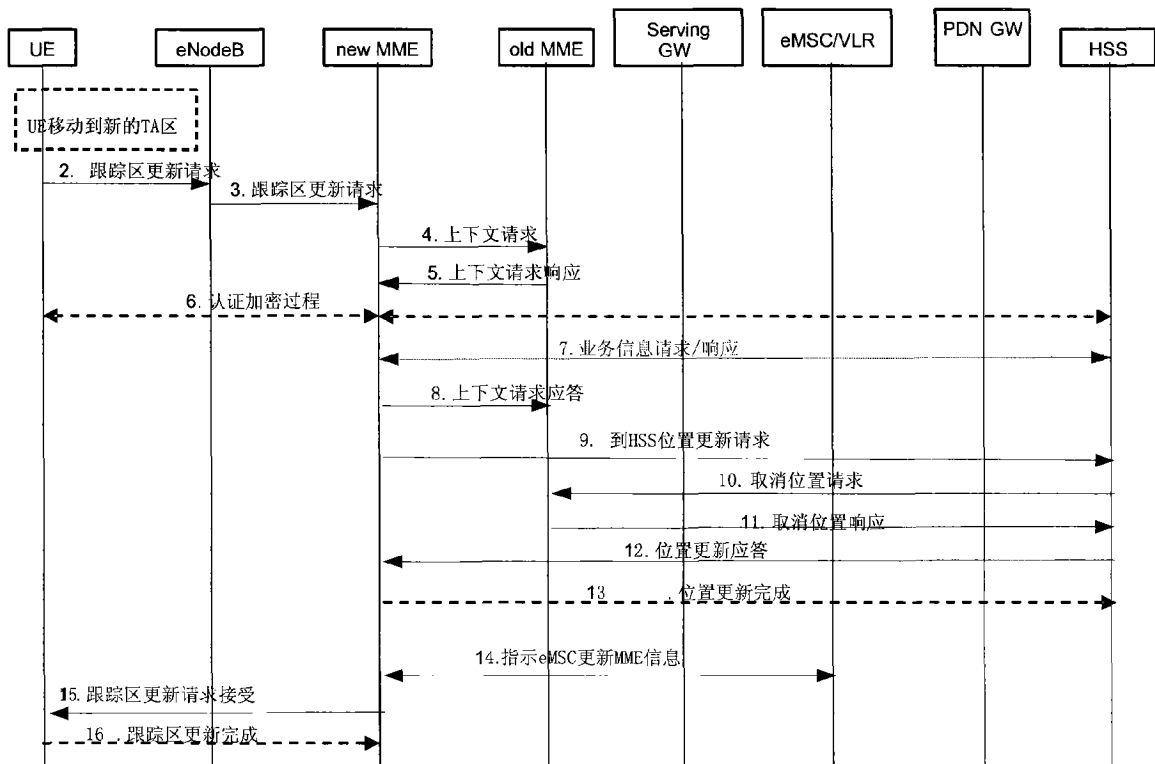 UE
eNodeB
new MME
old MME
Serving
GW
eMSC/VLR
PDN GW
HSS
UE移动到新的TA区
2. 跟踪区更新请求
3. 跟踪区更新请求
4. 上下文请求
5. 上下文请求响应
6. 认证加密过程
7. 业务信息请求/响应
8. 上下文请求应答
9. 到HSS位置更新请求
10. 取消位置请求
11. 取消位置响应
12. 位置更新应答
13 . 位置更新完成
14.指示eMSC更新MME信息
15. 跟踪区更新请求接受
16 . 跟踪区更新完成